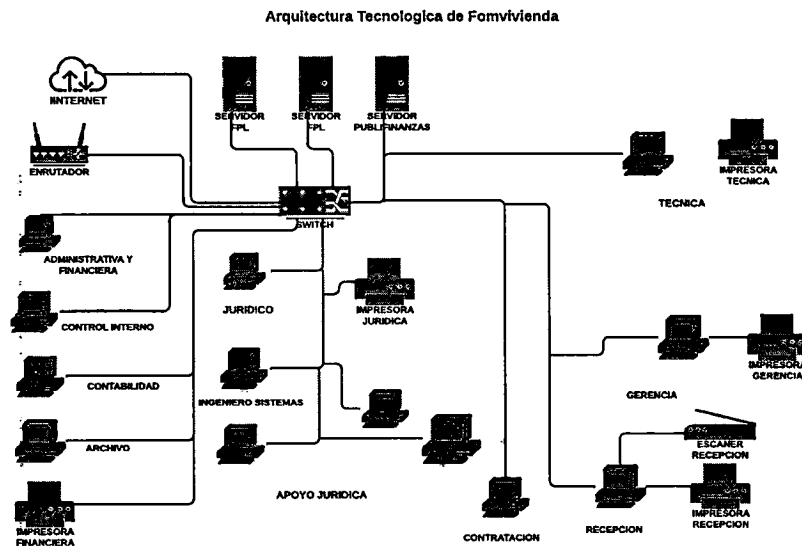 Arquitectura Tecnologica de Fomvivienda
IINTERNET
SERVIDOR
FPL
SERVIDOR
FPL
SERVIDOR
PUBLIFINANZAS
ENRUTADOR
IMPRESORA
TECNICA
TECNICA
SWITCH
ADMINISTRATIVA Y
FINANCIERA
JURIDICO
IMPRESORA
JURIDICA
CONTROL INTERNO
IMPRESORA
GERENCIA
CONTABILIDAD
INGENIERO SISTEMAS
GERENCIA
ARCHIVO
ESCANER
RECEPCION
APOYO JURIDICA
IMPRESORA
FINANCIERA
CONTRATACION
RECEPCION
IMPRESORA
RECEPCION